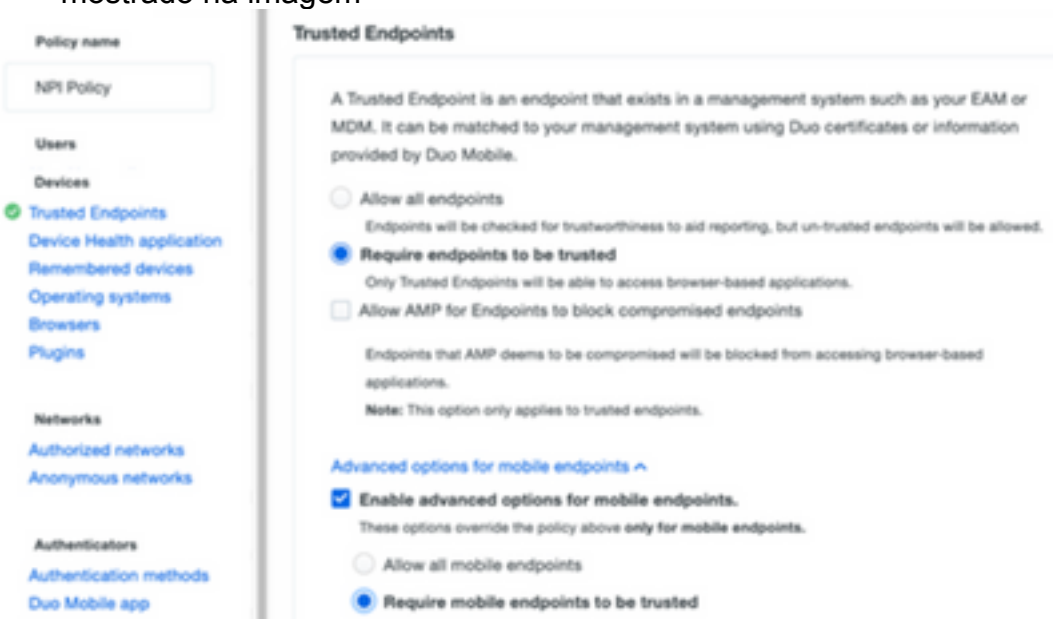 mostrado na imagem
Policy name
NPI Policy
Users
Devices
Trusted Endpoints
Device Health application
Remembered devices
Operating systems
Browsers
Plugins
Networks
Authorized networks
Anonymous networks
Authenticators
Authentication methods
Duo Mobile app
Trusted Endpoints
A Trusted Endpoint is an endpoint that exists in a management system such as your EAM or
MDM. It can be matched to your management system using Duo certificates or information
provided by Duo Mobile.
Allow all endpoints
Endpoints will be checked for trustworthiness to aid reporting, but un-trusted endpoints will be allowed.
Require endpoints to be trusted
Only Trusted Endpoints will be able to access browser-based applications.
Allow AMP for Endpoints to block compromised endpoints
Endpoints that AMP deems to be compromised will be blocked from accessing browser-based
applications.
Note: This option only applies to trusted endpoints.
Advanced options for mobile endpoints
Enable advanced options for mobile endpoints.
These options override the policy above only for mobile endpoints.
Allow all mobile endpoints
Require mobile endpoints to be trusted